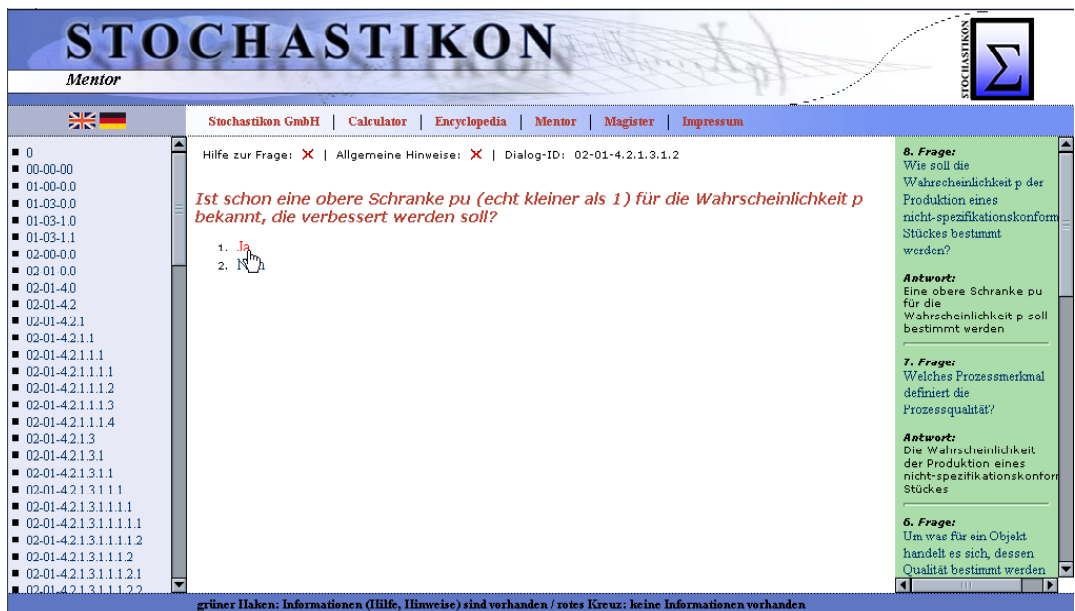 STOCHASTIKON
Mentor
STOCHASTIKON
Σ
Stochastikon GmbH | Calculator | Encyclopedia | Mentor | Magister | Impressum
0
00-00-00
01-00-0.0
01-03-0.0
01-03-1.0
01-03-1.1
02-00-0.0
02-01-0.0
02-01-4.0
02-01-4.2
02-01-4.2.1
02-01-4.2.1.1
02-01-4.2.1.1.1
02-01-4.2.1.1.1.1
02-01-4.2.1.1.1.2
02-01-4.2.1.1.1.3
02-01-4.2.1.1.1.4
02-01-4.2.1.3
02-01-4.2.1.3.1
02-01-4.2.1.3.1.1
02-01-4.2.1.3.1.1.1
02-01-4.2.1.3.1.1.1.1
02-01-4.2.1.3.1.1.1.1.1
02-01-4.2.1.3.1.1.1.1.2
02-01-4.2.1.3.1.1.1.2
02-01-4.2.1.3.1.1.1.2.1
02-01-4.2.1.3.1.1.1.2.2
Hilfe zur Frage: | Allgemeine Hinweise: | Dialog-ID: 02-01-4.2.1.3.1.2
Ist schon eine obere Schranke pu (echt kleiner als 1) für die Wahrscheinlichkeit p
bekannt, die verbessert werden soll?
1. Ja
2. Nein
8. Frage:
Wie soll die
Wahrscheinlichkeit p der
Produktion eines
nicht-spezifikationskonform
Stückes bestimmt
werden?
Antwort:
Eine obere Schranke pu
für die
Wahrscheinlichkeit p soll
bestimmt werden
7. Frage:
Welches Prozessmerkmal
definiert die
Prozessqualität?
Antwort:
Die Wahrscheinlichkeit
der Produktion eines
nicht-spezifikationskonform
Stückes
6. Frage:
Um was für ein Objekt
handelt es sich, dessen
Qualität bestimmt werden
grüner Haken: Informationen (Hilfe, Hinweise) sind vorhanden / rotes Kreuz: keine Informationen vorhanden